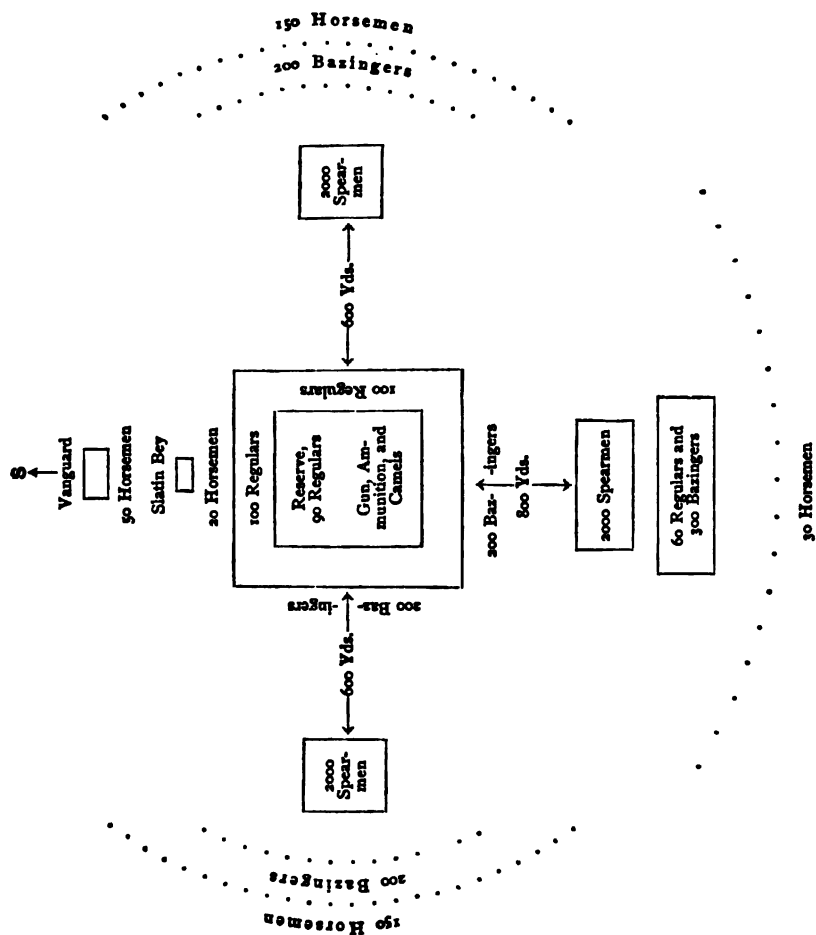 S
Vanguard
50 Horsemen
Slatin Bey
20 Horsemen
150 Horsemen
200 Bazingers
2000
Spear-
men
600 Yds.
100 Regulars
100 Regulars
Reserve,
90 Regulars
Gun, Am-
munition, and
Camels
200 Baz-
-ingers
600 Yds.
2000
Spear-
men
200 Bazingers
150 Horsemen
200 Baz- -ingers
800 Yds.
2000 Spearmen
60 Regulars and
300 Bazingers
30 Horsemen